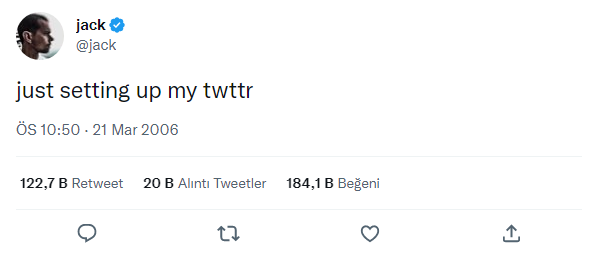 jack
@jack
just setting up my twttr
ÖS 10:50 · 21 Mar 2006
122,7 B Retweet 20 B Alıntı Tweetler 184,1 B Beğeni